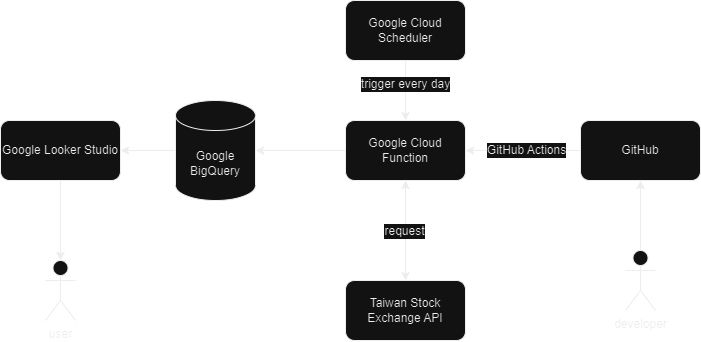 Google Cloud
Scheduler
trigger every day
Google Looker Studio
Google
BigQuery
Google Cloud
Function
GitHub Actions
GitHub
request
Taiwan Stock
Exchange API
user
developer